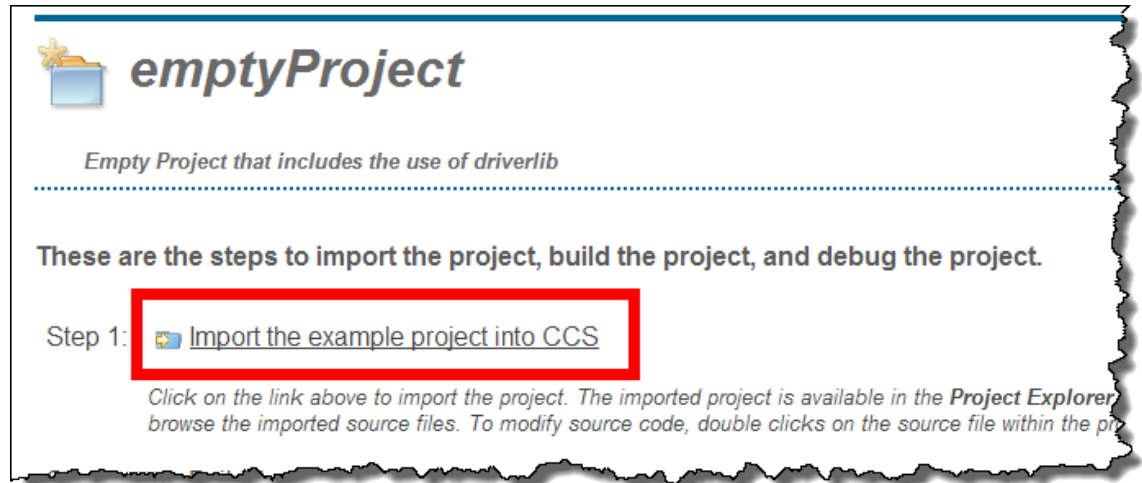 emptyProject
Empty Project that includes the use of driverlib
These are the steps to import the project, build the project, and debug the project.
Step 1: Import the example project into CCS
Click on the link above to import the project. The imported project is available in the Project Explorer
browse the imported source files. To modify source code, double clicks on the source file within the